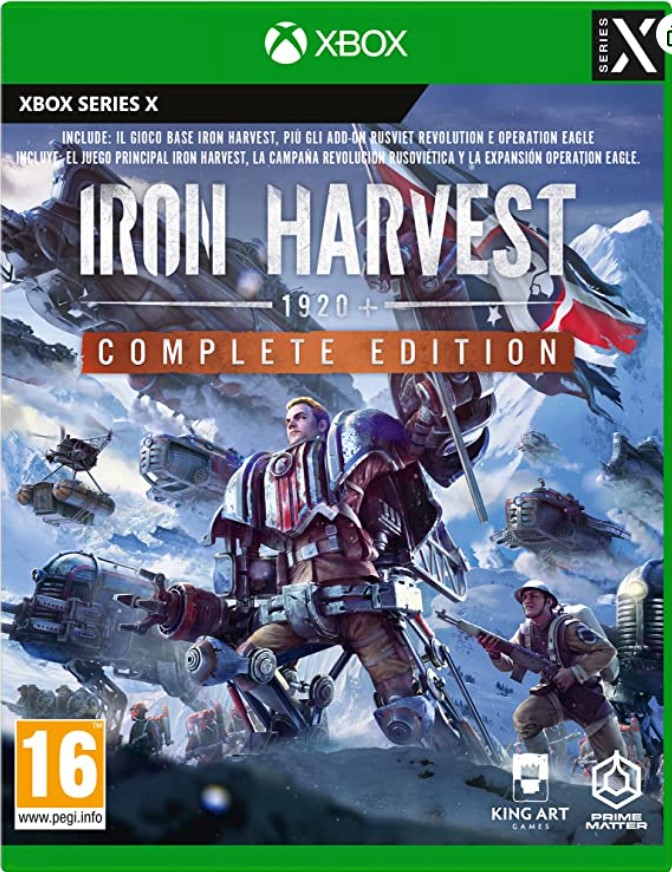 XBOX
SERIES X
XBOX SERIES X
INCLUDE: IL GIOCO BASE IRON HARVEST, PIÙ GLI ADD-ON RUSVIET REVOLUTION E OPERATION EAGLE
INCLUYE: EL JUEGO PRINCIPAL IRON HARVEST, LA CAMPAÑA REVOLUCIÓN RUSOVIÉTICA Y LA EXPANSIÓN OPERATION EAGLE.
IRON HARVEST
1920+
COMPLETE EDITION
16™
www.pegi.info
KING ART
GAMES
PRIME
MATTER